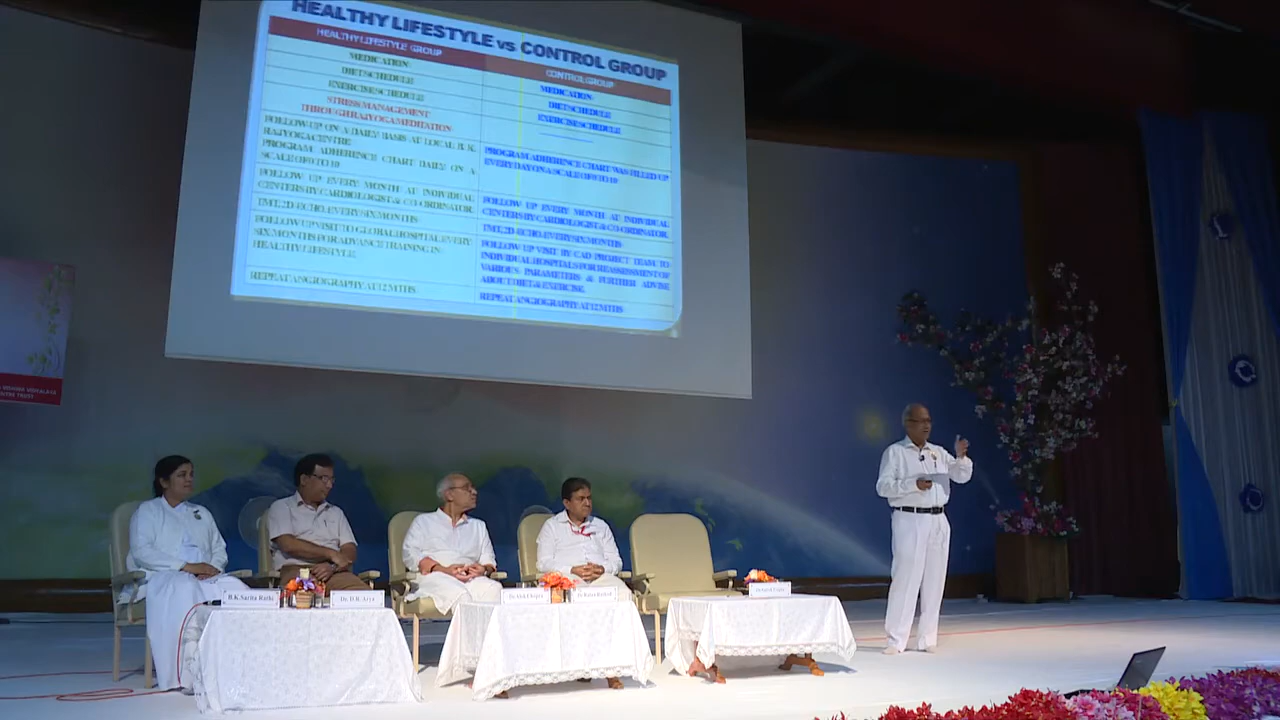 HEALTHY LIFESTYLE vs CONTROL GROUP
HEALTHY LIFESTYLE GROUP
MEDICATION
DIET SCHEDULE
EXERCISE SCHEDULE
STRESS MANAGEMENT
THROUGH RAJYOGA MEDITATION
FOLLOW UP ON A DAILY BASIS AT LOCAL B. K.
RAJYOGA CENTRE
PROGRAM ADHERENCE CHART DAILY ON A
SCALE OF 0 TO 10
FOLLOW UP EVERY MONTH AT INDIVIDUAL
CENTERS BY CARDIOLOGIST & CO-ORDINATOR.
TMT, 2D-ECHO-EVERY SIX MONTHS
FOLLOW UP VISIT TO GLOBAL HOSPITAL EVERY
SIX MONTHS FOR ADVANCE TRAINING IN
HEALTHY LIFESTYLE.
REPEAT ANGIOGRAPHY AT 12 MTHS
CONTROL GROUP
MEDICATION
DIET SCHEDULE
EXERCISE SCHEDULE
PROGRAM ADHERENCE CHART WAS FILLED UP
EVERY DAY ON A SCALE OF 0 TO 10
FOLLOW UP EVERY MONTH AT INDIVIDUAL
CENTERS BY CARDIOLOGIST & CO-ORDINATOR.
TMT, 2D-ECHO-EVERY SIX MONTHS
FOLLOW UP VISIT BY CAD PROJECT TEAM TO
INDIVIDUAL HOSPITALS FOR REASSESSMENT OF
VARIOUS PARAMETERS & FURTHER ADVISE
ABOUT DIET & EXERCISE.
REPEAT ANGIOGRAPHY AT 12 MTHS
B.K.Sarita Rathi
Dr. D.R. Arya